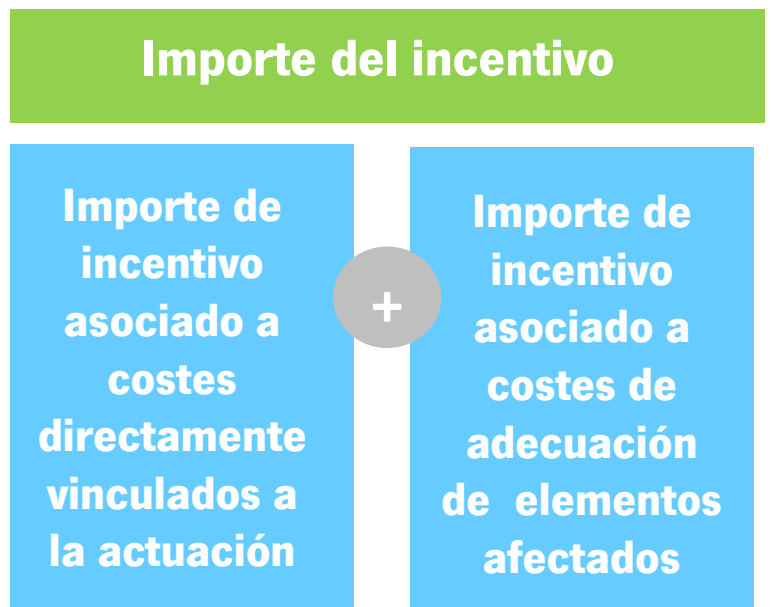 Importe del incentivo
Importe de
incentivo
asociado a
costes
directamente
vinculados a
la actuación
+
Importe de
incentivo
asociado a
costes de
adecuación
de elementos
afectados